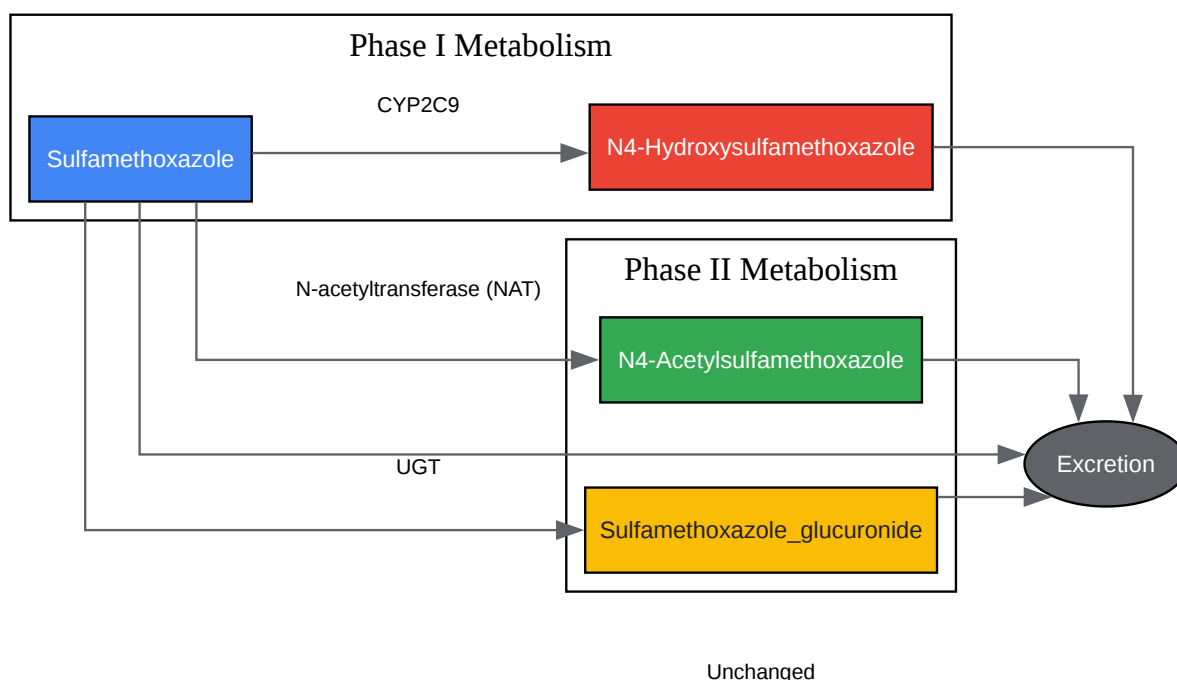 Phase I Metabolism
CYP2C9
Sulfamethoxazole
N4-Hydroxysulfamethoxazole
Phase II Metabolism
N-acetyltransferase (NAT)
N4-Acetylsulfamethoxazole
UGT
Excretion
Sulfamethoxazole_glucuronide
Unchanged